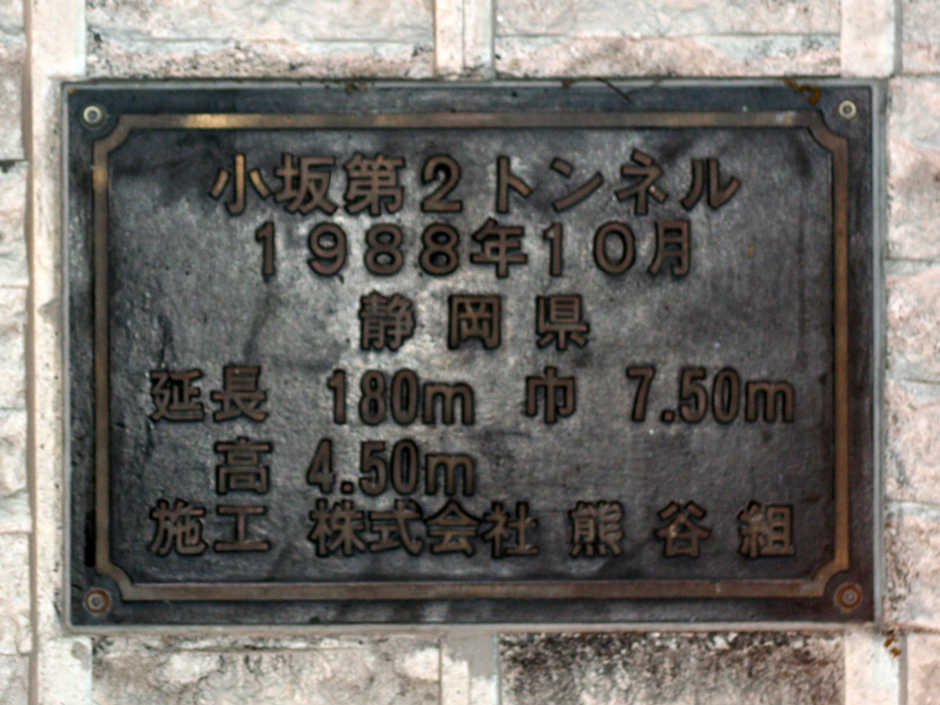 小坂第2トンネル
1988年10月
静岡県
延長 180m 巾 7.50m
高 4.50m
施工 株式会社 熊谷組